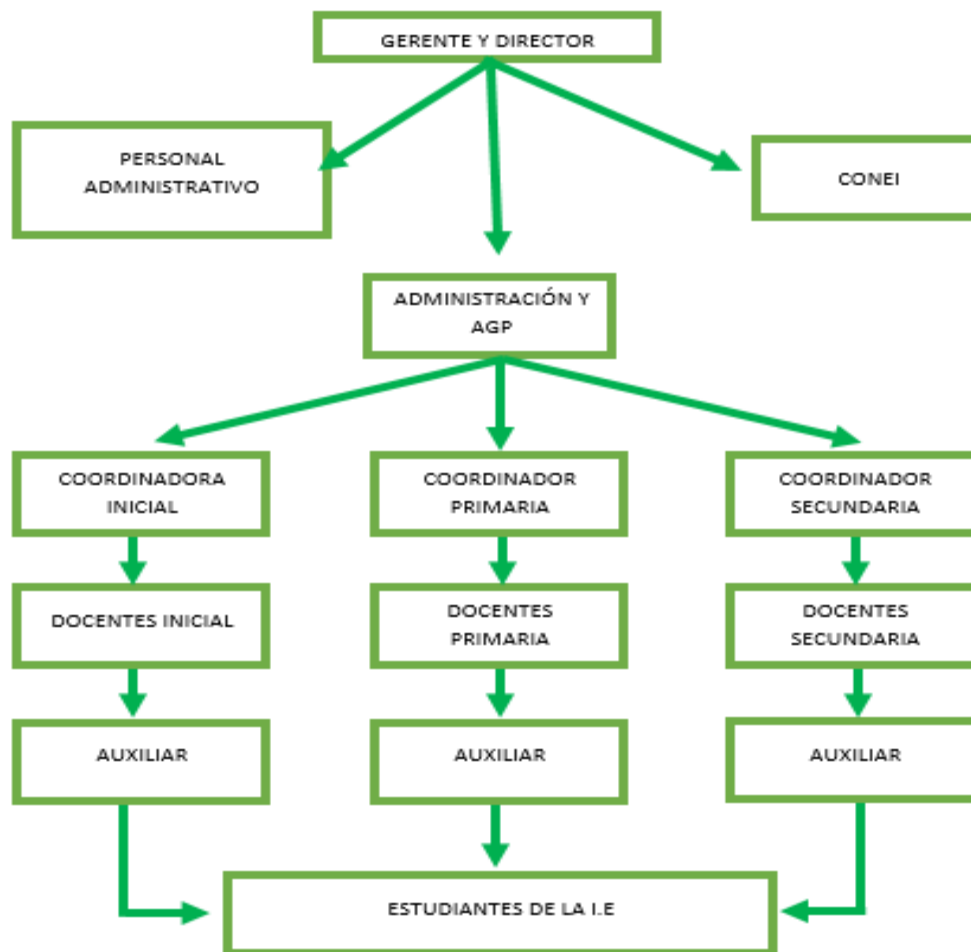 GERENTE Y DIRECTOR
PERSONAL
ADMINISTRATIVO
CONEI
ADMINISTRACIÓN Y
AGP
COORDINADORA
INICIAL
COORDINADOR
PRIMARIA
COORDINADOR
SECUNDARIA
DOCENTES INICIAL
DOCENTES
PRIMARIA
DOCENTES
SECUNDARIA
AUXILIAR
AUXILIAR
AUXILIAR
ESTUDIANTES DE LA I.E